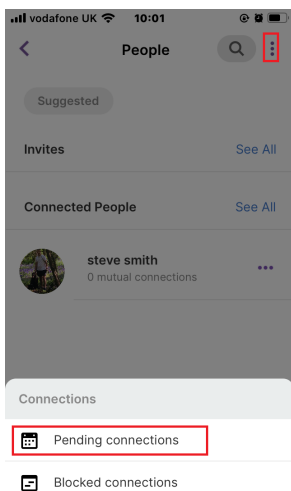 vodafone UK 10:01
People
Suggested
Invites See All
Connected People See All
steve smith
0 mutual connections
Connections
Pending connections
Blocked connections